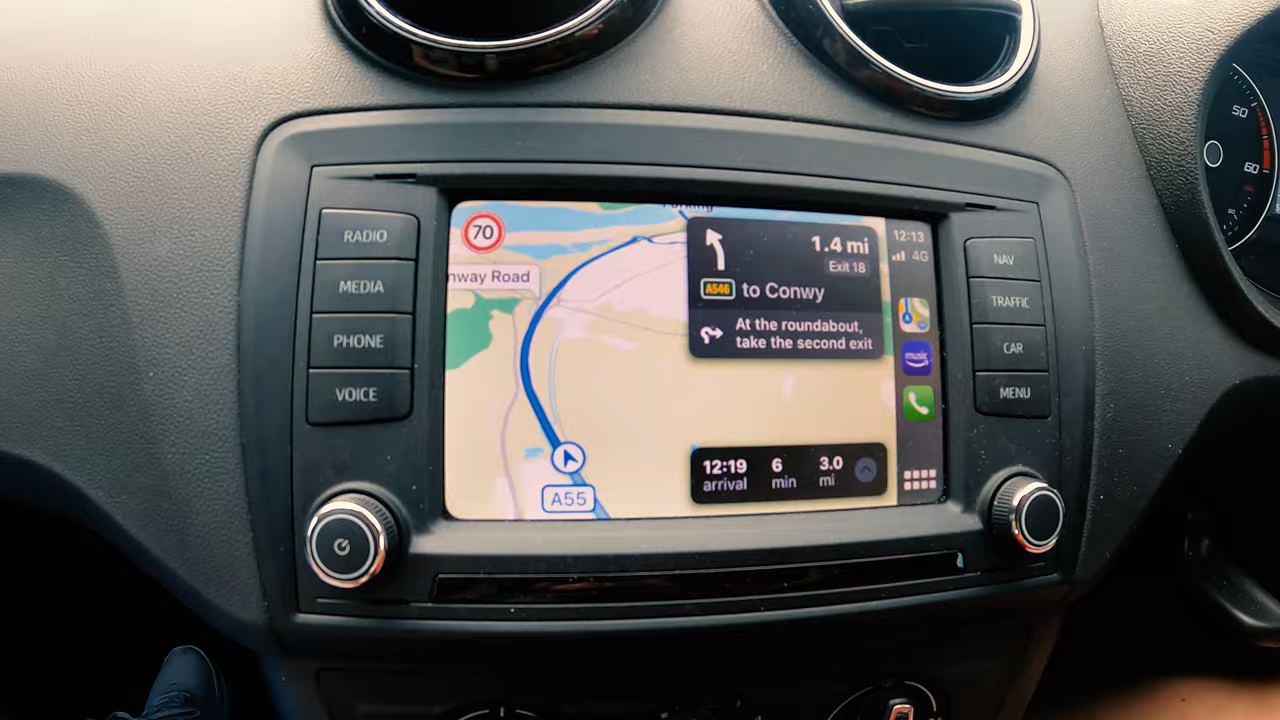 RADIO
MEDIA
PHONE
VOICE
70
nway Road
A55
1.4 mi
Exit 18
A546 to Conwy
At the roundabout,
take the second exit
12:19 6 3.0
arrival min mi
12:13
4G
music
NAV
TRAFFIC
CAR
MENU
50
60